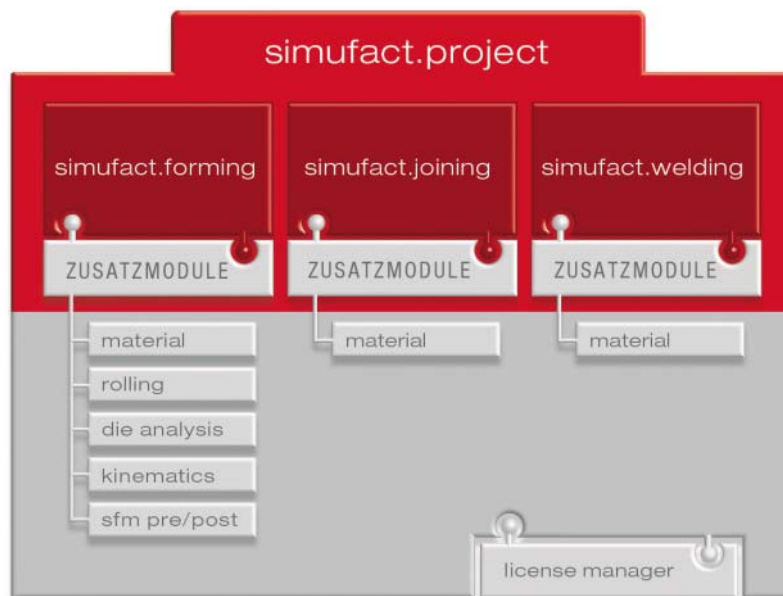 simufact.project
simufact.forming
simufact.joining
simufact.welding
ZUSATZMODULE
ZUSATZMODULE
ZUSATZMODULE
material
material
material
rolling
die analysis
kinematics
sfm pre/post
license manager